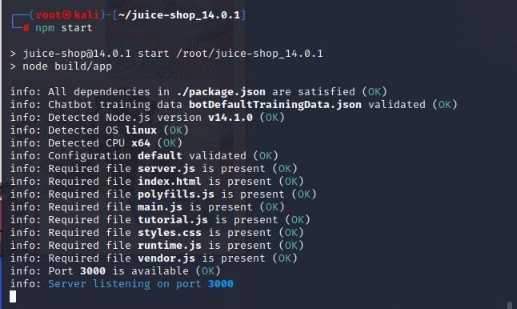 (root㉿kali)-[~/juice-shop_14.0.1]
# npm start
> juice-shop@14.0.1 start /root/juice-shop_14.0.1
> node build/app
info: All dependencies in ./package.json are satisfied (OK)
info: Chatbot training data botDefaultTrainingData.json validated (OK)
info: Detected Node.js version v14.1.0 (OK)
info: Detected OS linux (OK)
info: Detected CPU x64 (OK)
info: Configuration default validated (OK)
info: Required file server.js is present (OK)
info: Required file index.html is present (OK)
info: Required file polyfills.js is present (OK)
info: Required file main.js is present (OK)
info: Required file tutorial.js is present (OK)
info: Required file styles.css is present (OK)
info: Required file runtime.js is present (OK)
info: Required file vendor.js is present (OK)
info: Port 3000 is available (OK)
info: Server listening on port 3000